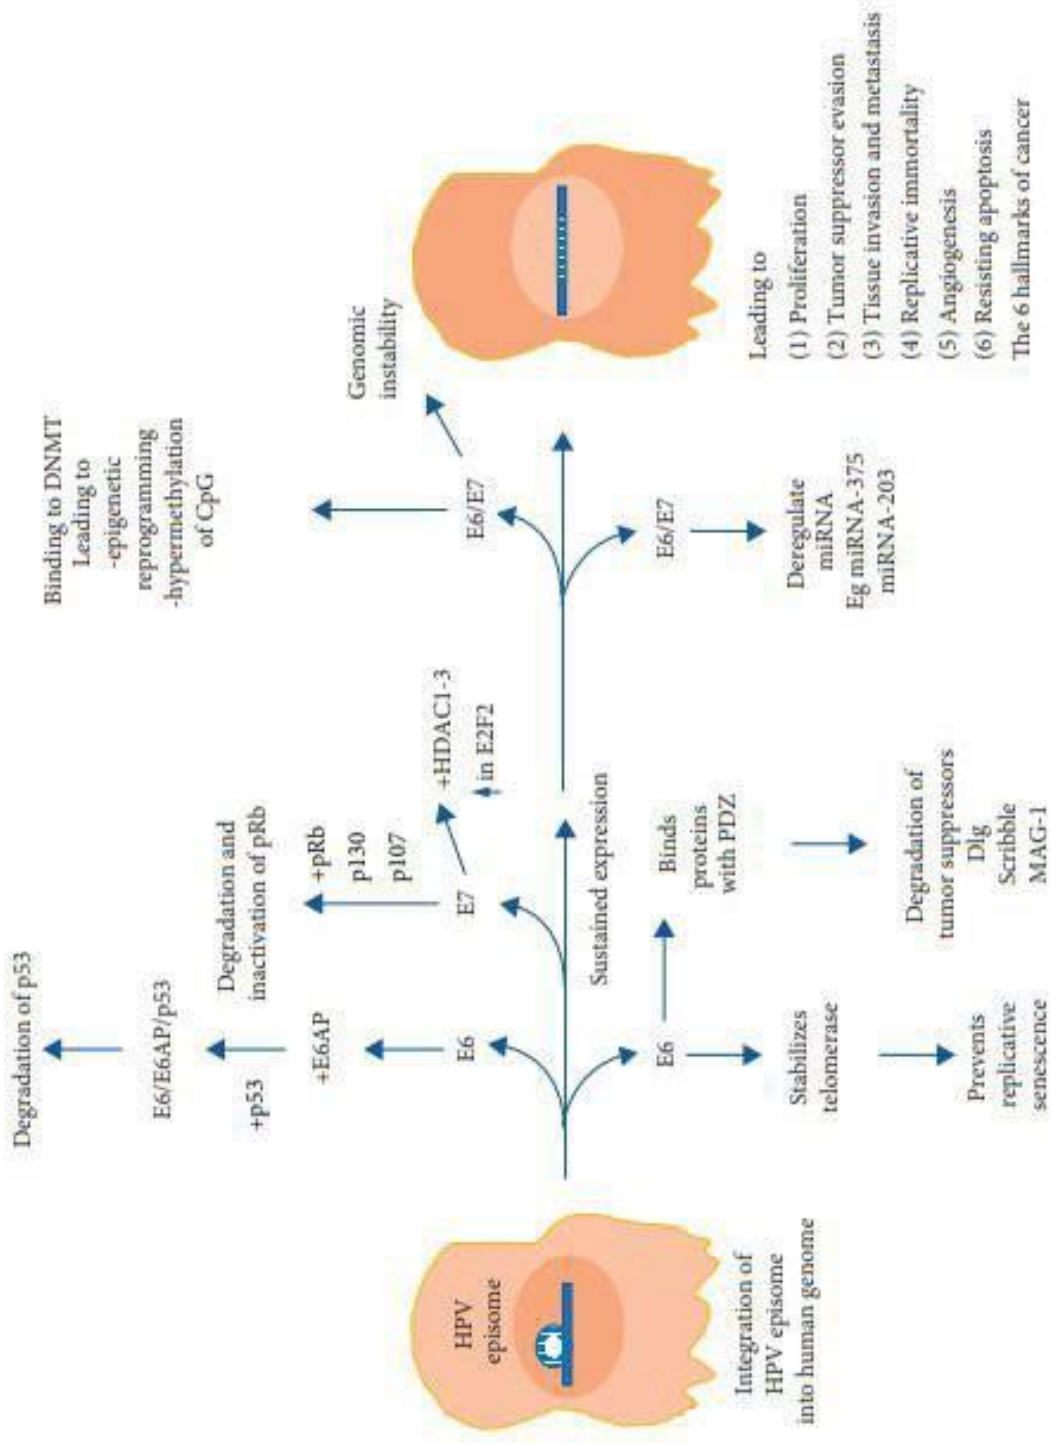 Degradation of p53
E6/E6AP/p53
+p53
+E6AP
E6
Degradation and
inactivation of pRb
+pRb
p130
p107
E7
+HDAC1-3
in E2F2
Binding to DNMT
Leading to
-epigenetic
reprogramming
-hypermethylation
of CpG
E6/E7
Genomic
instability
HPV
episome
Integration of
HPV episome
into human genome
Sustained expression
E6
Stabilizes
telomerase
Prevents
replicative
senescence
Binds
proteins
with PDZ
Degradation of
tumor suppressors
Dlg
Scribble
MAG-1
E6/E7
Deregulate
miRNA
Eg miRNA-375
miRNA-203
Leading to
(1) Proliferation
(2) Tumor suppression evasion
(3) Tissue invasion and metastasis
(4) Replicative immortality
(5) Angiogenesis
(6) Resisting apoptosis
The 6 hallmarks of cancer